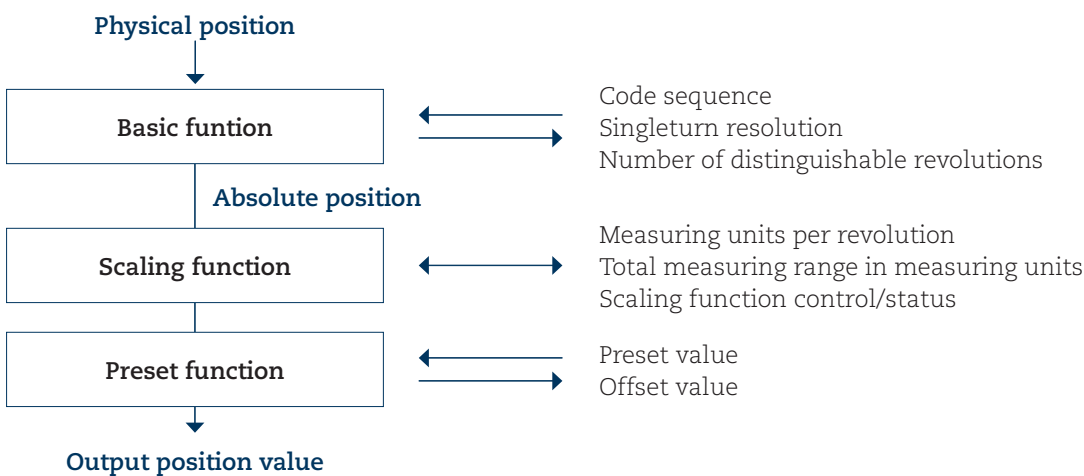 Physical position
Basic funtion
Code sequence
Singleturn resolution
Number of distinguishable revolutions
Absolute position
Scaling function
Measuring units per revolution
Total measuring range in measuring units
Scaling function control/status
Preset function
Preset value
Offset value
Output position value